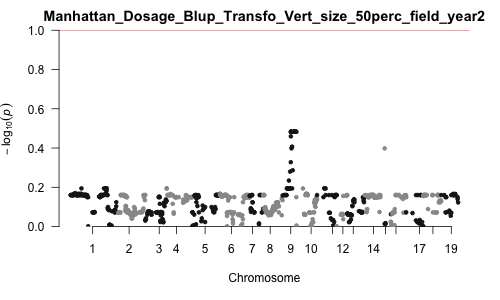 Manhattan_Dosage_Blup_Transfo_Vert_size_50perc_field_year2
1.0
0.8
0.6
0.4
0.2
0.0
− log10(p)
1 2 3 4 5 6 7 8 9 10 12 14 17 19
Chromosome